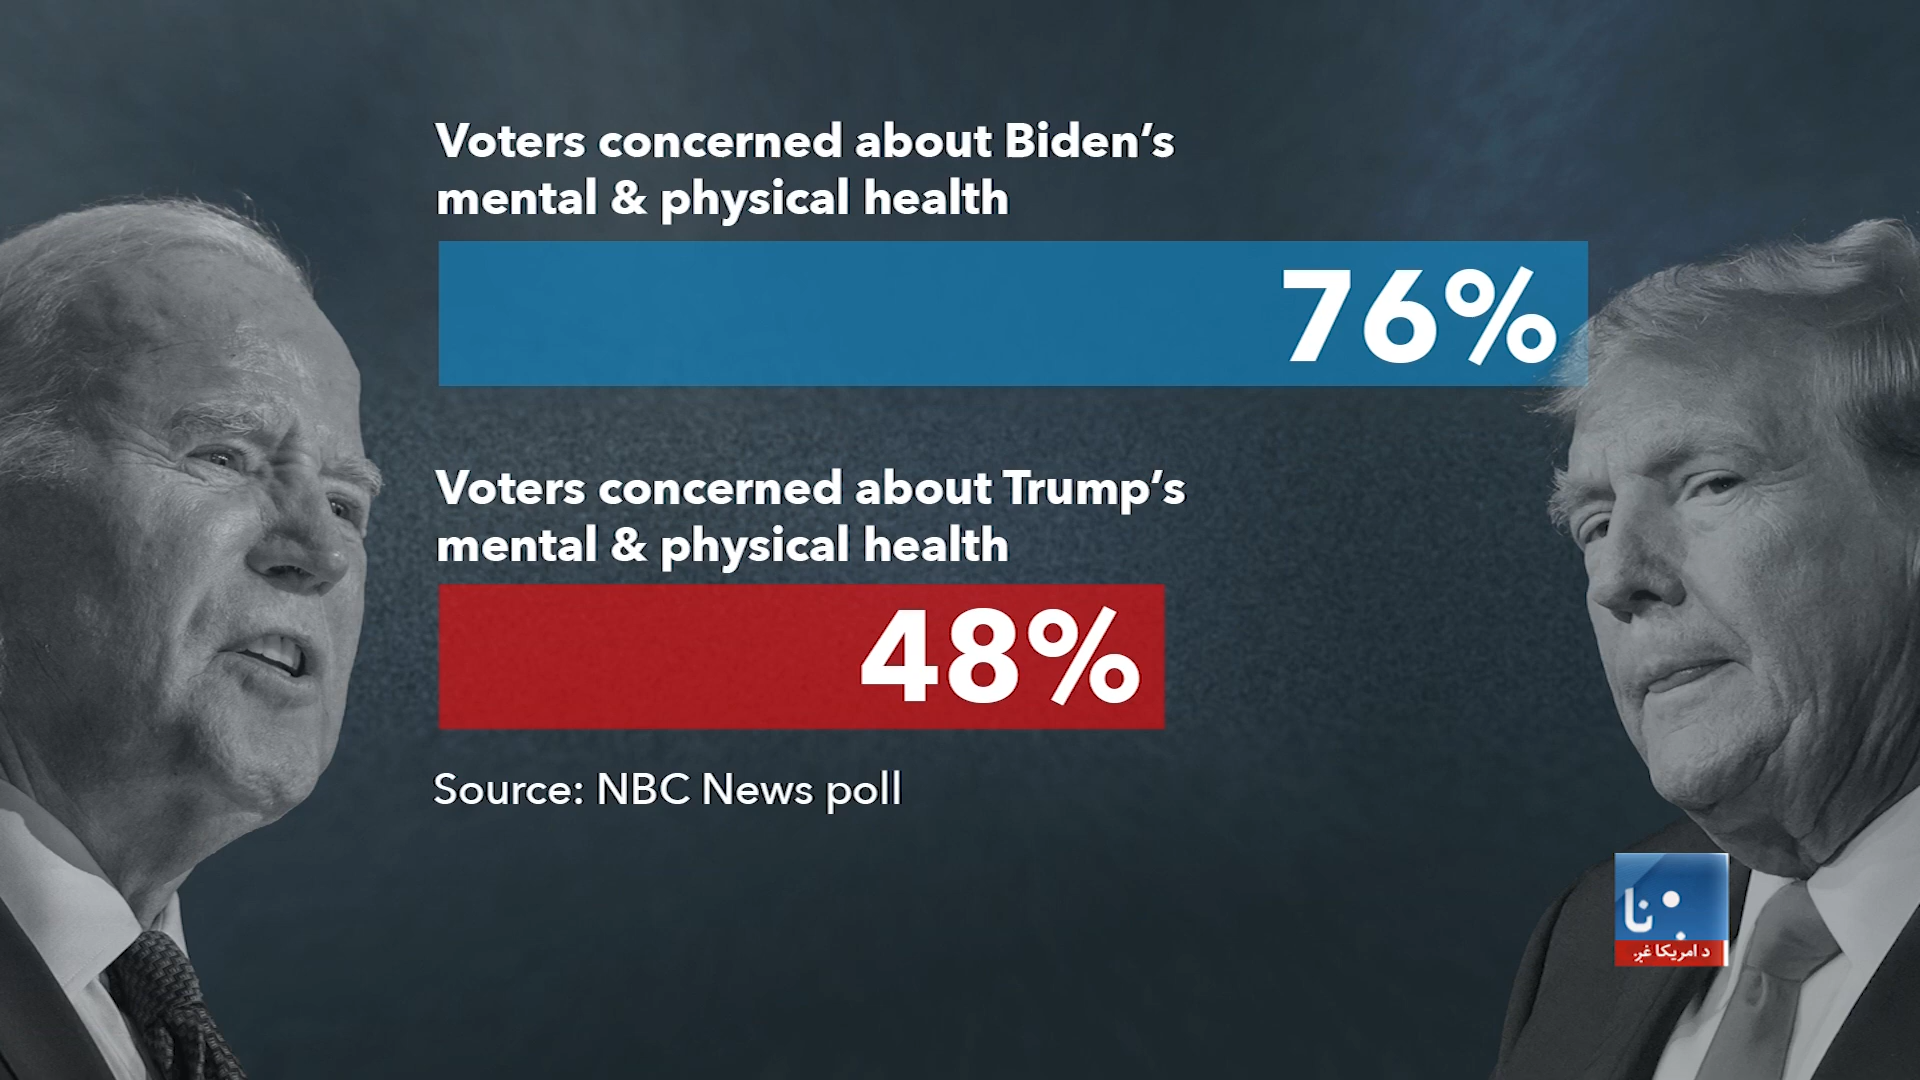 Voters concerned about Biden’s
mental & physical health
76%
Voters concerned about Trump’s
mental & physical health
48%
Source: NBC News poll
د امریکا غږ